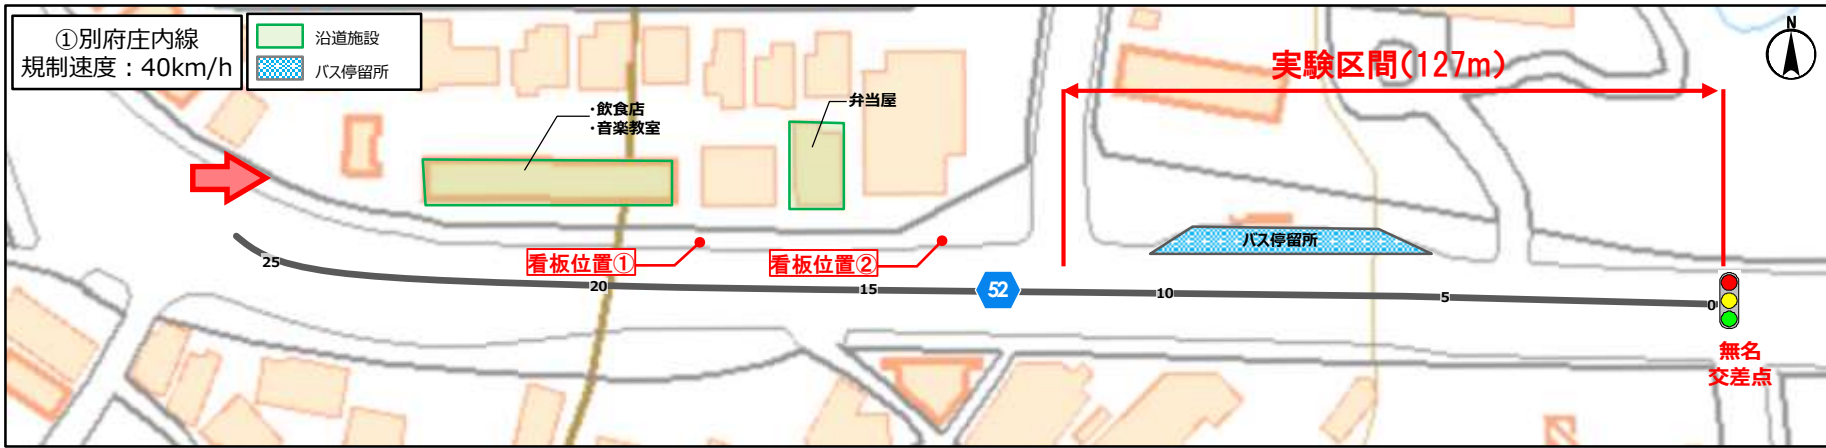 ①別府庄内線
規制速度：40km/h
沿道施設
バス停留所
・飲食店
・音楽教室
弁当屋
実験区間(127m)
N
バス停留所
看板位置①
看板位置②
25
20
15
52
10
5
0
無名
交差点